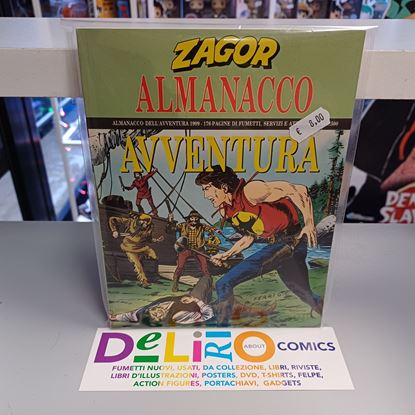 ZAGOR
ALMANACCO
ALMANACCO DELL'AVVENTURA 1999 - 176 PAGINE DI FUMETTI, SERVIZI E
€ 8,00
AVVENTURA
FERRI
DELIRIO
ABOUT
COMICS
FUMETTI NUOVI, USATI, DA COLLEZIONE, LIBRI, RIVISTE,
LIBRI D'ILLUSTRAZIONI, POSTERS, DVD, T-SHIRTS, FELPE,
ACTION FIGURES, PORTACHIAVI, GADGETS